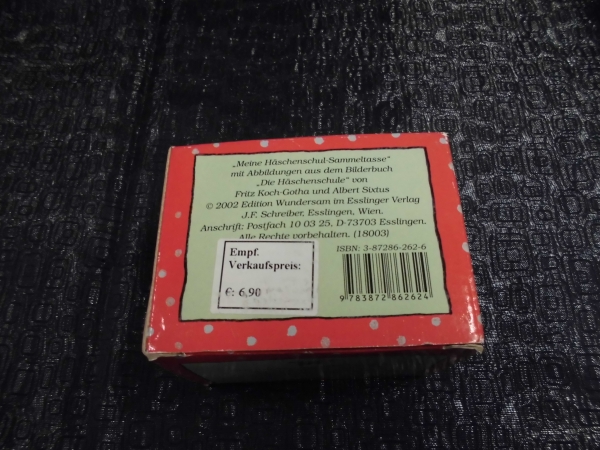 „Meine Häschenschul-Sammeltasse“
mit Abbildungen aus dem Bilderbuch
„Die Häschenschule“ von
Fritz Koch-Gotha und Albert Sixtus
© 2002 Edition Wundersam im Esslinger Verlag
J.F. Schreiber, Esslingen, Wien.
Anschrift: Postfach 10 03 25, D-73703 Esslingen.
Alle Rechte vorbehalten. (18003)
ISBN: 3-87286-262-6
Empf.
Verkaufspreis:
€: 6,90
9 783872 862624